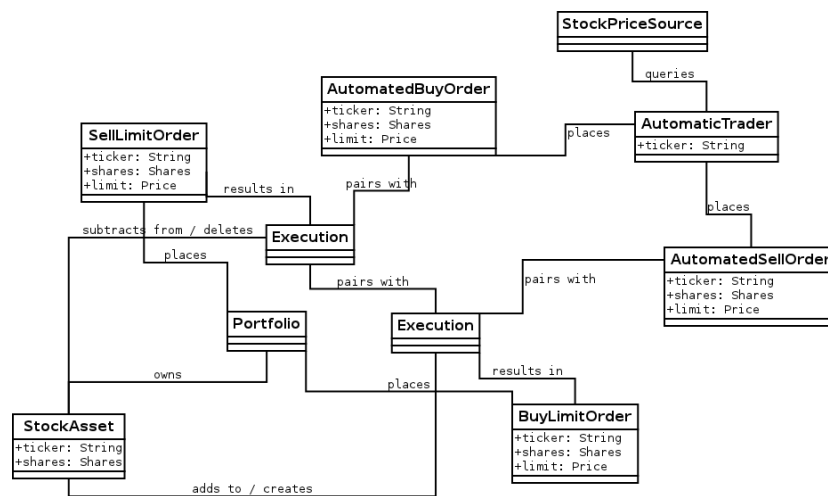 StockPriceSource
queries
AutomatedBuyOrder
+ticker: String
+shares: Shares
+limit: Price
places
AutomaticTrader
+ticker: String
SellLimitOrder
+ticker: String
+shares: Shares
+limit: Price
results in
pairs with
places
subtracts from / deletes
Execution
places
AutomatedSellOrder
+ticker: String
+shares: Shares
+limit: Price
pairs with
pairs with
Portfolio
Execution
owns
places
results in
BuyLimitOrder
+ticker: String
+shares: Shares
+limit: Price
StockAsset
+ticker: String
+shares: Shares
adds to / creates